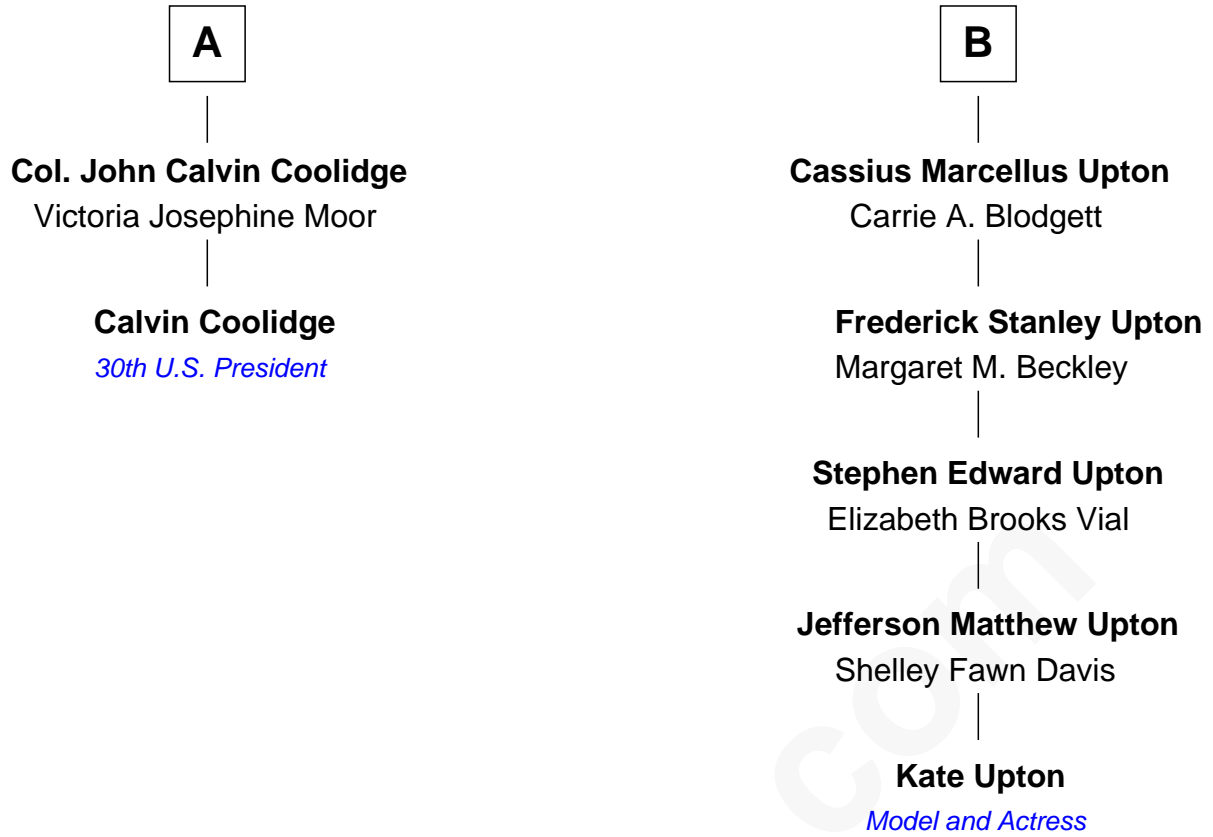 A
Col. John Calvin Coolidge
Victoria Josephine Moor
Calvin Coolidge
30th U.S. President
B
Cassius Marcellus Upton
Carrie A. Blodgett
Frederick Stanley Upton
Margaret M. Beckley
Stephen Edward Upton
Elizabeth Brooks Vial
Jefferson Matthew Upton
Shelley Fawn Davis
Kate Upton
Model and Actress
com